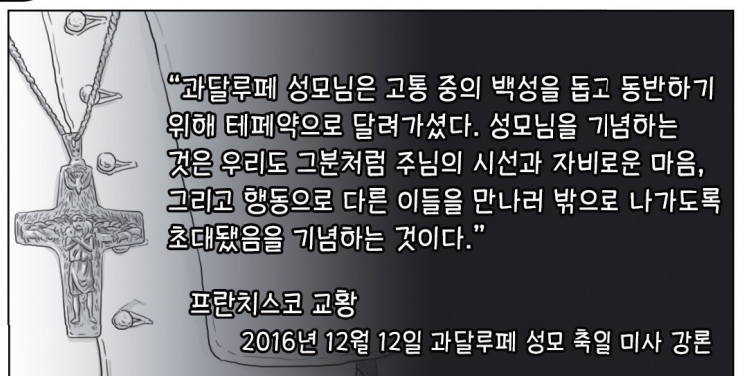 “과달루페 성모님은 고통 중의 백성을 돕고 동반하기
위해 테페약으로 달려가셨다. 성모님을 기념하는
것은 우리도 그분처럼 주님의 시선과 자비로운 마음,
그리고 행동으로 다른 이들을 만나러 밖으로 나가도록
초대됐음을 기념하는 것이다.”
프란치스코 교황
2016년 12월 12일 과달루페 성모 축일 미사 강론